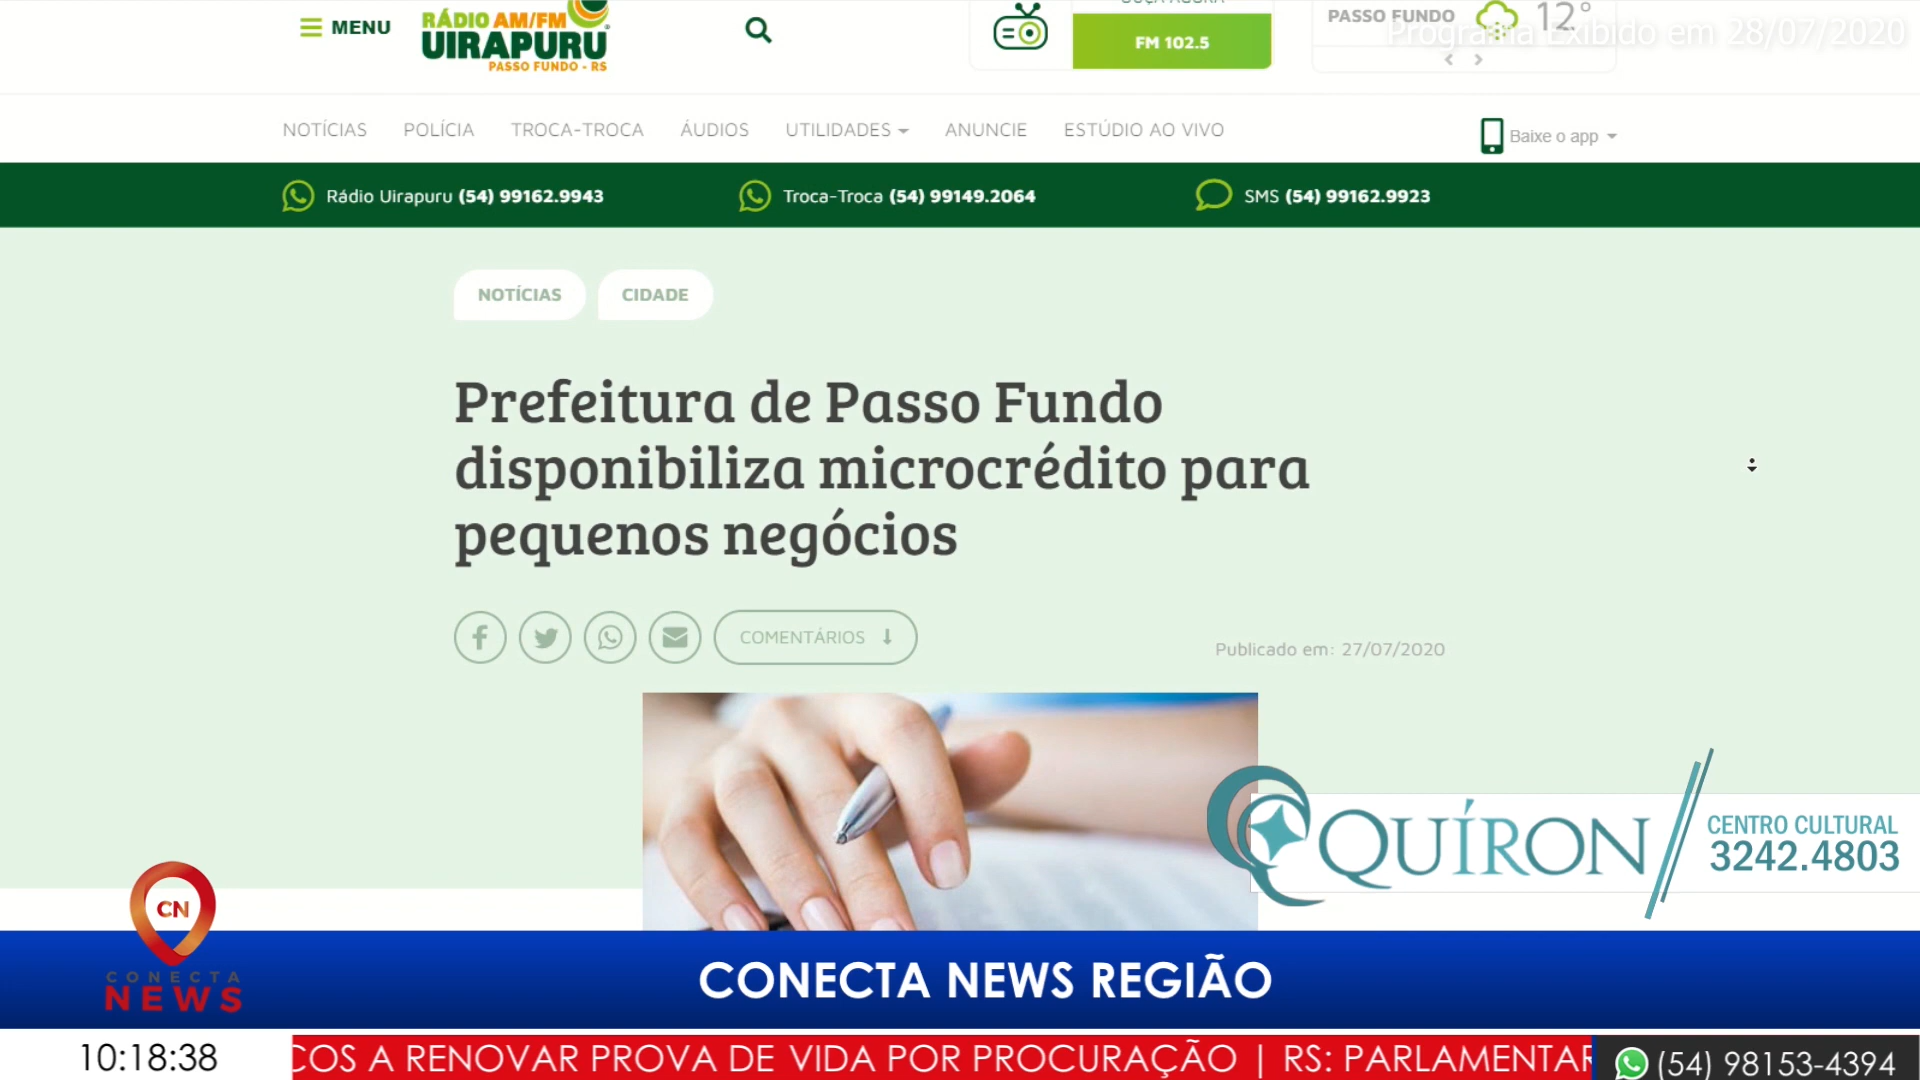 MENU
RÁDIO AM/FM
UIRAPURU
PASSO FUNDO - RS
OUÇA AGORA
FM 102.5
PASSO FUNDO
12°
Programa Exibido em 28/07/2020
NOTÍCIAS
POLÍCIA
TROCA-TROCA
ÁUDIOS
UTILIDADES
ANUNCIE
ESTÚDIO AO VIVO
Baixe o app
Rádio Uirapuru (54) 99162.9943
Troca-Troca (54) 99149.2064
SMS (54) 99162.9923
NOTÍCIAS
CIDADE
Prefeitura de Passo Fundo
disponibiliza microcrédito para
pequenos negócios
COMENTÁRIOS
Publicado em: 27/07/2020
QUÍRON
CENTRO CULTURAL
3242.4803
CN
CONECTA
NEWS
CONECTA NEWS REGIÃO
10:18:38
COS A RENOVAR PROVA DE VIDA POR PROCURAÇÃO | RS: PARLAMENTAR
(54) 98153-4394